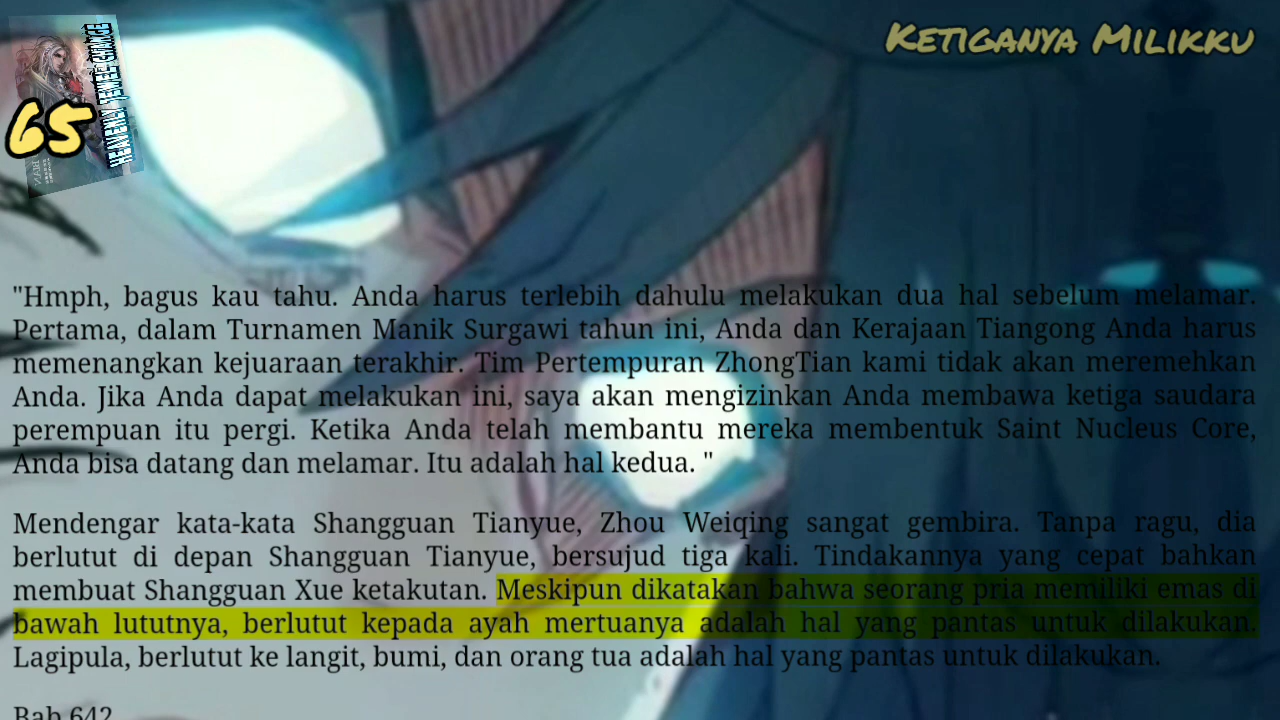 Ketiganya Milikku
HEAVENLY JEWEL CHANGE
65
"Hmph, bagus kau tahu. Anda harus terlebih dahulu melakukan dua hal sebelum melamar.
Pertama, dalam Turnamen Manik Surgawi tahun ini, Anda dan Kerajaan Tiangong Anda harus
memenangkan kejuaraan terakhir. Tim Pertempuran ZhongTian kami tidak akan meremehkan
Anda. Jika Anda dapat melakukan ini, saya akan mengizinkan Anda membawa ketiga saudara
perempuan itu pergi. Ketika Anda telah membantu mereka membentuk Saint Nucleus Core,
Anda bisa datang dan melamar. Itu adalah hal kedua. "
Mendengar kata-kata Shangguan Tianyue, Zhou Weiqing sangat gembira. Tanpa ragu, dia
berlutut di depan Shangguan Tianyue, bersujud tiga kali. Tindakannya yang cepat bahkan
membuat Shangguan Xue ketakutan. Meskipun dikatakan bahwa seorang pria memiliki emas di
bawah lututnya, berlutut kepada ayah mertuanya adalah hal yang pantas untuk dilakukan.
Lagipula, berlutut ke langit, bumi, dan orang tua adalah hal yang pantas untuk dilakukan.
Bab 642